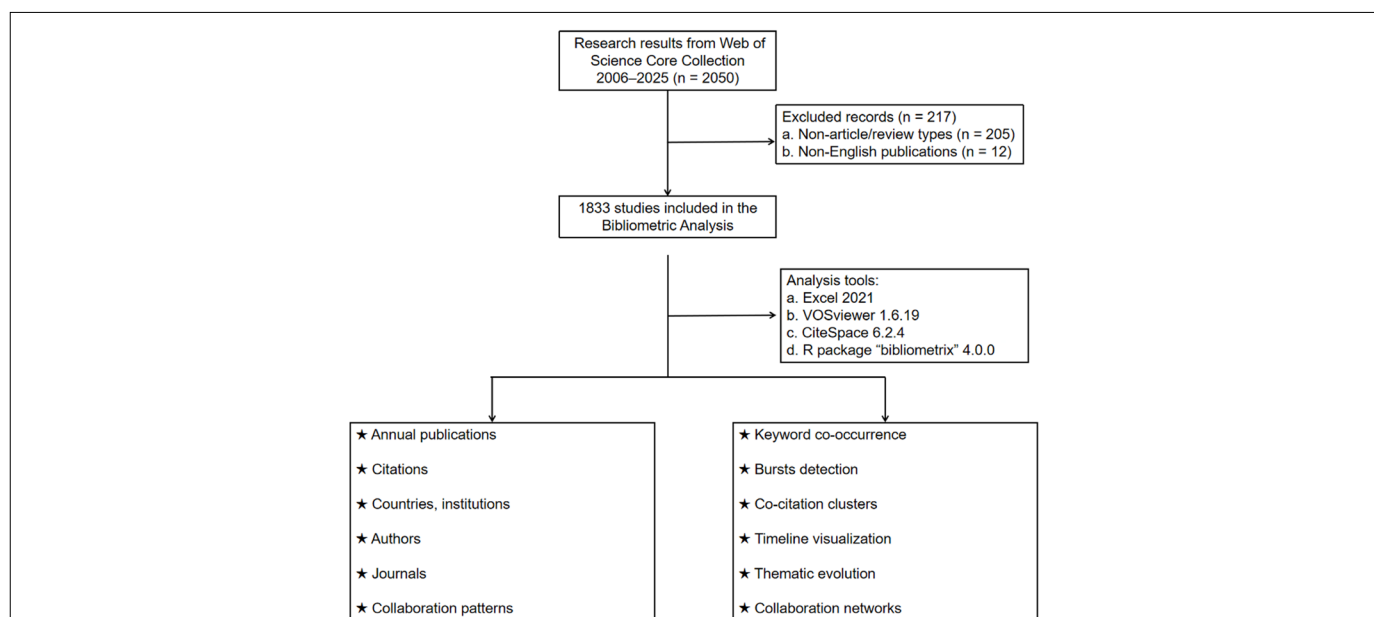 Research results from Web of
Science Core Collection
2006–2025 (n = 2050)
Excluded records (n = 217)
a. Non-article/review types (n = 205)
b. Non-English publications (n = 12)
1833 studies included in the
Bibliometric Analysis
Analysis tools:
a. Excel 2021
b. VOSviewer 1.6.19
c. CiteSpace 6.2.4
d. R package “bibliometrix” 4.0.0
★ Annual publications
★ Citations
★ Countries, institutions
★ Authors
★ Journals
★ Collaboration patterns
★ Keyword co-occurrence
★ Bursts detection
★ Co-citation clusters
★ Timeline visualization
★ Thematic evolution
★ Collaboration networks